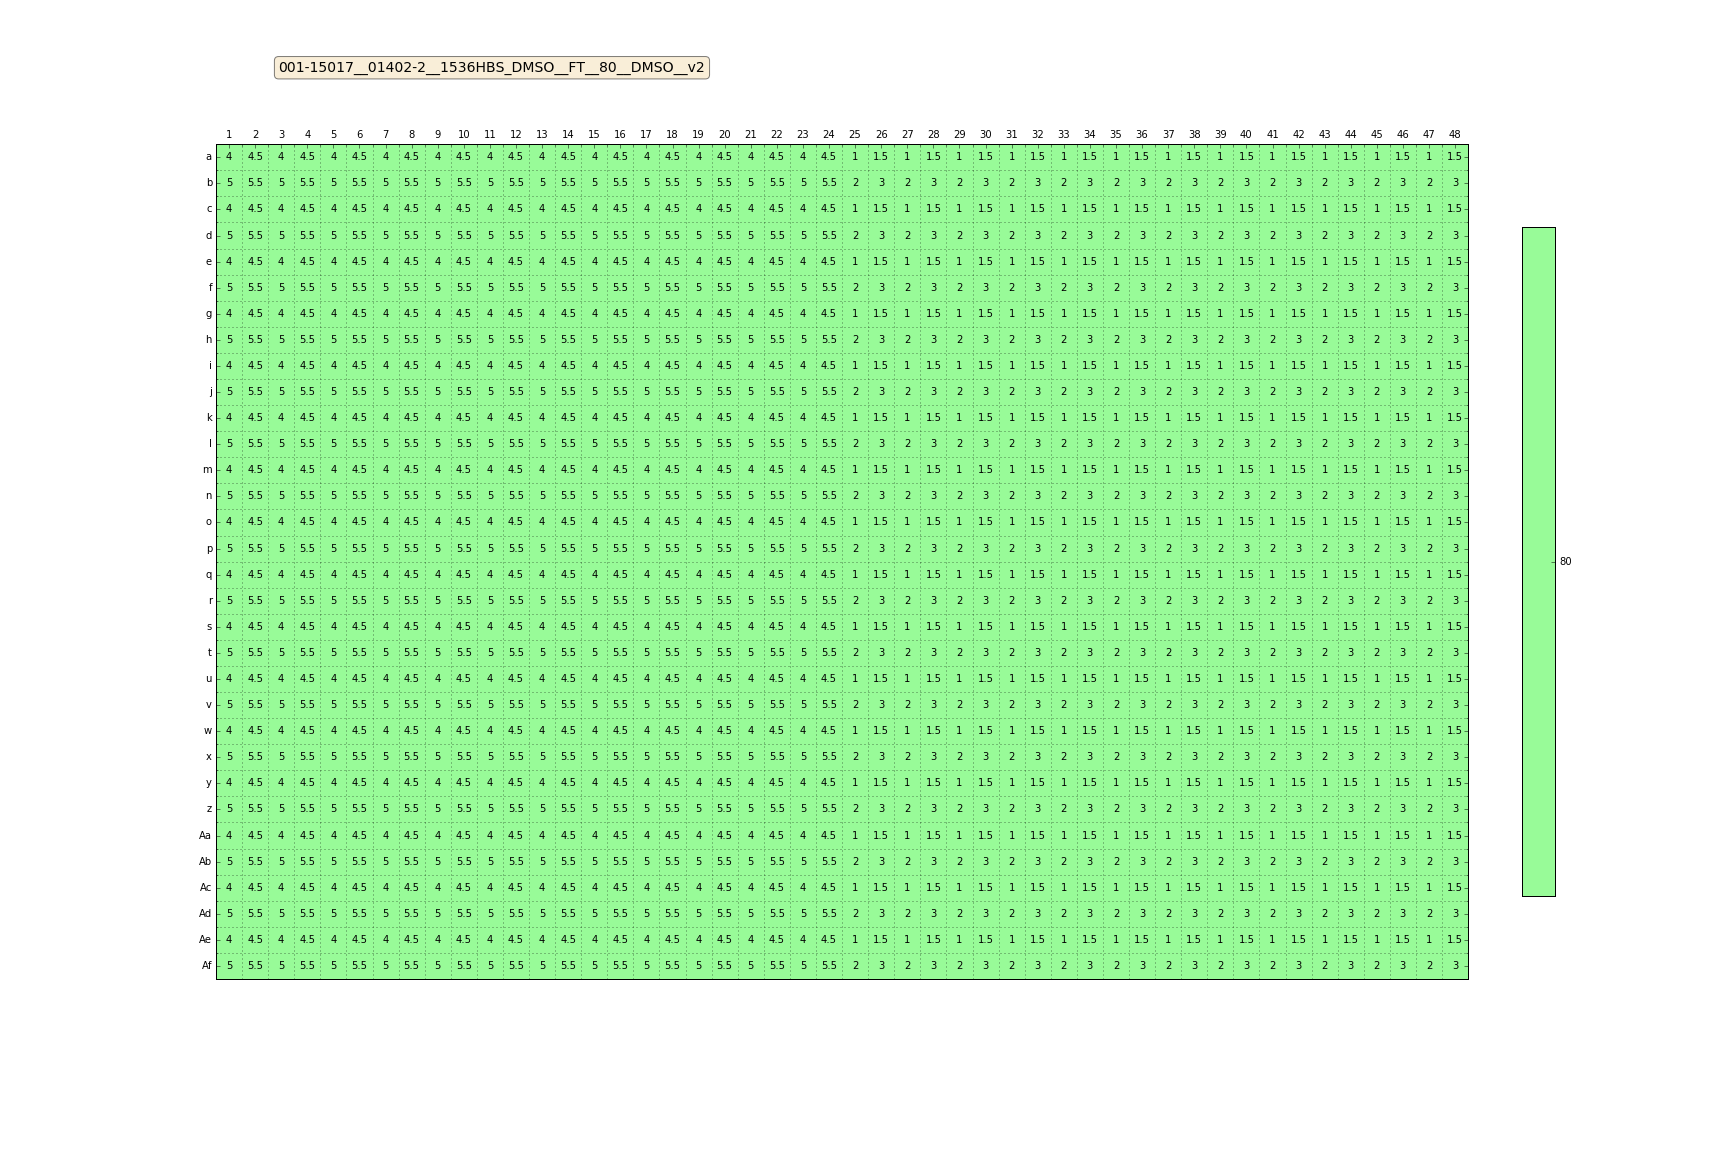 001-15017__01402-2__1536HBS_DMSO__FT__80__DMSO__v2
1 2 3 4 5 6 7 8 9 10 11 12 13 14 15 16 17 18 19 20 21 22 23 24 25 26 27 28 29 30 31 32 33 34 35 36 37 38 39 40 41 42 43 44 45 46 47 48
a 4 4.5 4 4.5 4 4.5 4 4.5 4 4.5 4 4.5 4 4.5 4 4.5 4 4.5 4 4.5 4 4.5 4 4.5 1 1.5 1 1.5 1 1.5 1 1.5 1 1.5 1 1.5 1 1.5 1 1.5 1 1.5 1 1.5 1 1.5 1 1.5
b 5 5.5 5 5.5 5 5.5 5 5.5 5 5.5 5 5.5 5 5.5 5 5.5 5 5.5 5 5.5 5 5.5 5 5.5 2 3 2 3 2 3 2 3 2 3 2 3 2 3 2 3 2 3 2 3 2 3 2 3
c 4 4.5 4 4.5 4 4.5 4 4.5 4 4.5 4 4.5 4 4.5 4 4.5 4 4.5 4 4.5 4 4.5 4 4.5 1 1.5 1 1.5 1 1.5 1 1.5 1 1.5 1 1.5 1 1.5 1 1.5 1 1.5 1 1.5 1 1.5 1 1.5
d 5 5.5 5 5.5 5 5.5 5 5.5 5 5.5 5 5.5 5 5.5 5 5.5 5 5.5 5 5.5 5 5.5 5 5.5 2 3 2 3 2 3 2 3 2 3 2 3 2 3 2 3 2 3 2 3 2 3 2 3
e 4 4.5 4 4.5 4 4.5 4 4.5 4 4.5 4 4.5 4 4.5 4 4.5 4 4.5 4 4.5 4 4.5 4 4.5 1 1.5 1 1.5 1 1.5 1 1.5 1 1.5 1 1.5 1 1.5 1 1.5 1 1.5 1 1.5 1 1.5 1 1.5
f 5 5.5 5 5.5 5 5.5 5 5.5 5 5.5 5 5.5 5 5.5 5 5.5 5 5.5 5 5.5 5 5.5 5 5.5 2 3 2 3 2 3 2 3 2 3 2 3 2 3 2 3 2 3 2 3 2 3 2 3
g 4 4.5 4 4.5 4 4.5 4 4.5 4 4.5 4 4.5 4 4.5 4 4.5 4 4.5 4 4.5 4 4.5 4 4.5 1 1.5 1 1.5 1 1.5 1 1.5 1 1.5 1 1.5 1 1.5 1 1.5 1 1.5 1 1.5 1 1.5 1 1.5
h 5 5.5 5 5.5 5 5.5 5 5.5 5 5.5 5 5.5 5 5.5 5 5.5 5 5.5 5 5.5 5 5.5 5 5.5 2 3 2 3 2 3 2 3 2 3 2 3 2 3 2 3 2 3 2 3 2 3 2 3
i 4 4.5 4 4.5 4 4.5 4 4.5 4 4.5 4 4.5 4 4.5 4 4.5 4 4.5 4 4.5 4 4.5 4 4.5 1 1.5 1 1.5 1 1.5 1 1.5 1 1.5 1 1.5 1 1.5 1 1.5 1 1.5 1 1.5 1 1.5 1 1.5
j 5 5.5 5 5.5 5 5.5 5 5.5 5 5.5 5 5.5 5 5.5 5 5.5 5 5.5 5 5.5 5 5.5 5 5.5 2 3 2 3 2 3 2 3 2 3 2 3 2 3 2 3 2 3 2 3 2 3 2 3
k 4 4.5 4 4.5 4 4.5 4 4.5 4 4.5 4 4.5 4 4.5 4 4.5 4 4.5 4 4.5 4 4.5 4 4.5 1 1.5 1 1.5 1 1.5 1 1.5 1 1.5 1 1.5 1 1.5 1 1.5 1 1.5 1 1.5 1 1.5 1 1.5
l 5 5.5 5 5.5 5 5.5 5 5.5 5 5.5 5 5.5 5 5.5 5 5.5 5 5.5 5 5.5 5 5.5 5 5.5 2 3 2 3 2 3 2 3 2 3 2 3 2 3 2 3 2 3 2 3 2 3 2 3
m 4 4.5 4 4.5 4 4.5 4 4.5 4 4.5 4 4.5 4 4.5 4 4.5 4 4.5 4 4.5 4 4.5 4 4.5 1 1.5 1 1.5 1 1.5 1 1.5 1 1.5 1 1.5 1 1.5 1 1.5 1 1.5 1 1.5 1 1.5 1 1.5
n 5 5.5 5 5.5 5 5.5 5 5.5 5 5.5 5 5.5 5 5.5 5 5.5 5 5.5 5 5.5 5 5.5 5 5.5 2 3 2 3 2 3 2 3 2 3 2 3 2 3 2 3 2 3 2 3 2 3 2 3
o 4 4.5 4 4.5 4 4.5 4 4.5 4 4.5 4 4.5 4 4.5 4 4.5 4 4.5 4 4.5 4 4.5 4 4.5 1 1.5 1 1.5 1 1.5 1 1.5 1 1.5 1 1.5 1 1.5 1 1.5 1 1.5 1 1.5 1 1.5 1 1.5
p 5 5.5 5 5.5 5 5.5 5 5.5 5 5.5 5 5.5 5 5.5 5 5.5 5 5.5 5 5.5 5 5.5 5 5.5 2 3 2 3 2 3 2 3 2 3 2 3 2 3 2 3 2 3 2 3 2 3 2 3
80
q 4 4.5 4 4.5 4 4.5 4 4.5 4 4.5 4 4.5 4 4.5 4 4.5 4 4.5 4 4.5 4 4.5 4 4.5 1 1.5 1 1.5 1 1.5 1 1.5 1 1.5 1 1.5 1 1.5 1 1.5 1 1.5 1 1.5 1 1.5 1 1.5
r 5 5.5 5 5.5 5 5.5 5 5.5 5 5.5 5 5.5 5 5.5 5 5.5 5 5.5 5 5.5 5 5.5 5 5.5 2 3 2 3 2 3 2 3 2 3 2 3 2 3 2 3 2 3 2 3 2 3 2 3
s 4 4.5 4 4.5 4 4.5 4 4.5 4 4.5 4 4.5 4 4.5 4 4.5 4 4.5 4 4.5 4 4.5 4 4.5 1 1.5 1 1.5 1 1.5 1 1.5 1 1.5 1 1.5 1 1.5 1 1.5 1 1.5 1 1.5 1 1.5 1 1.5
t 5 5.5 5 5.5 5 5.5 5 5.5 5 5.5 5 5.5 5 5.5 5 5.5 5 5.5 5 5.5 5 5.5 5 5.5 2 3 2 3 2 3 2 3 2 3 2 3 2 3 2 3 2 3 2 3 2 3 2 3
u 4 4.5 4 4.5 4 4.5 4 4.5 4 4.5 4 4.5 4 4.5 4 4.5 4 4.5 4 4.5 4 4.5 4 4.5 1 1.5 1 1.5 1 1.5 1 1.5 1 1.5 1 1.5 1 1.5 1 1.5 1 1.5 1 1.5 1 1.5 1 1.5
v 5 5.5 5 5.5 5 5.5 5 5.5 5 5.5 5 5.5 5 5.5 5 5.5 5 5.5 5 5.5 5 5.5 5 5.5 2 3 2 3 2 3 2 3 2 3 2 3 2 3 2 3 2 3 2 3 2 3 2 3
w 4 4.5 4 4.5 4 4.5 4 4.5 4 4.5 4 4.5 4 4.5 4 4.5 4 4.5 4 4.5 4 4.5 4 4.5 1 1.5 1 1.5 1 1.5 1 1.5 1 1.5 1 1.5 1 1.5 1 1.5 1 1.5 1 1.5 1 1.5 1 1.5
x 5 5.5 5 5.5 5 5.5 5 5.5 5 5.5 5 5.5 5 5.5 5 5.5 5 5.5 5 5.5 5 5.5 5 5.5 2 3 2 3 2 3 2 3 2 3 2 3 2 3 2 3 2 3 2 3 2 3 2 3
y 4 4.5 4 4.5 4 4.5 4 4.5 4 4.5 4 4.5 4 4.5 4 4.5 4 4.5 4 4.5 4 4.5 4 4.5 1 1.5 1 1.5 1 1.5 1 1.5 1 1.5 1 1.5 1 1.5 1 1.5 1 1.5 1 1.5 1 1.5 1 1.5
z 5 5.5 5 5.5 5 5.5 5 5.5 5 5.5 5 5.5 5 5.5 5 5.5 5 5.5 5 5.5 5 5.5 5 5.5 2 3 2 3 2 3 2 3 2 3 2 3 2 3 2 3 2 3 2 3 2 3 2 3
Aa 4 4.5 4 4.5 4 4.5 4 4.5 4 4.5 4 4.5 4 4.5 4 4.5 4 4.5 4 4.5 4 4.5 4 4.5 1 1.5 1 1.5 1 1.5 1 1.5 1 1.5 1 1.5 1 1.5 1 1.5 1 1.5 1 1.5 1 1.5 1 1.5
Ab 5 5.5 5 5.5 5 5.5 5 5.5 5 5.5 5 5.5 5 5.5 5 5.5 5 5.5 5 5.5 5 5.5 5 5.5 2 3 2 3 2 3 2 3 2 3 2 3 2 3 2 3 2 3 2 3 2 3 2 3
Ac 4 4.5 4 4.5 4 4.5 4 4.5 4 4.5 4 4.5 4 4.5 4 4.5 4 4.5 4 4.5 4 4.5 4 4.5 1 1.5 1 1.5 1 1.5 1 1.5 1 1.5 1 1.5 1 1.5 1 1.5 1 1.5 1 1.5 1 1.5 1 1.5
Ad 5 5.5 5 5.5 5 5.5 5 5.5 5 5.5 5 5.5 5 5.5 5 5.5 5 5.5 5 5.5 5 5.5 5 5.5 2 3 2 3 2 3 2 3 2 3 2 3 2 3 2 3 2 3 2 3 2 3 2 3
Ae 4 4.5 4 4.5 4 4.5 4 4.5 4 4.5 4 4.5 4 4.5 4 4.5 4 4.5 4 4.5 4 4.5 4 4.5 1 1.5 1 1.5 1 1.5 1 1.5 1 1.5 1 1.5 1 1.5 1 1.5 1 1.5 1 1.5 1 1.5 1 1.5
Af 5 5.5 5 5.5 5 5.5 5 5.5 5 5.5 5 5.5 5 5.5 5 5.5 5 5.5 5 5.5 5 5.5 5 5.5 2 3 2 3 2 3 2 3 2 3 2 3 2 3 2 3 2 3 2 3 2 3 2 3